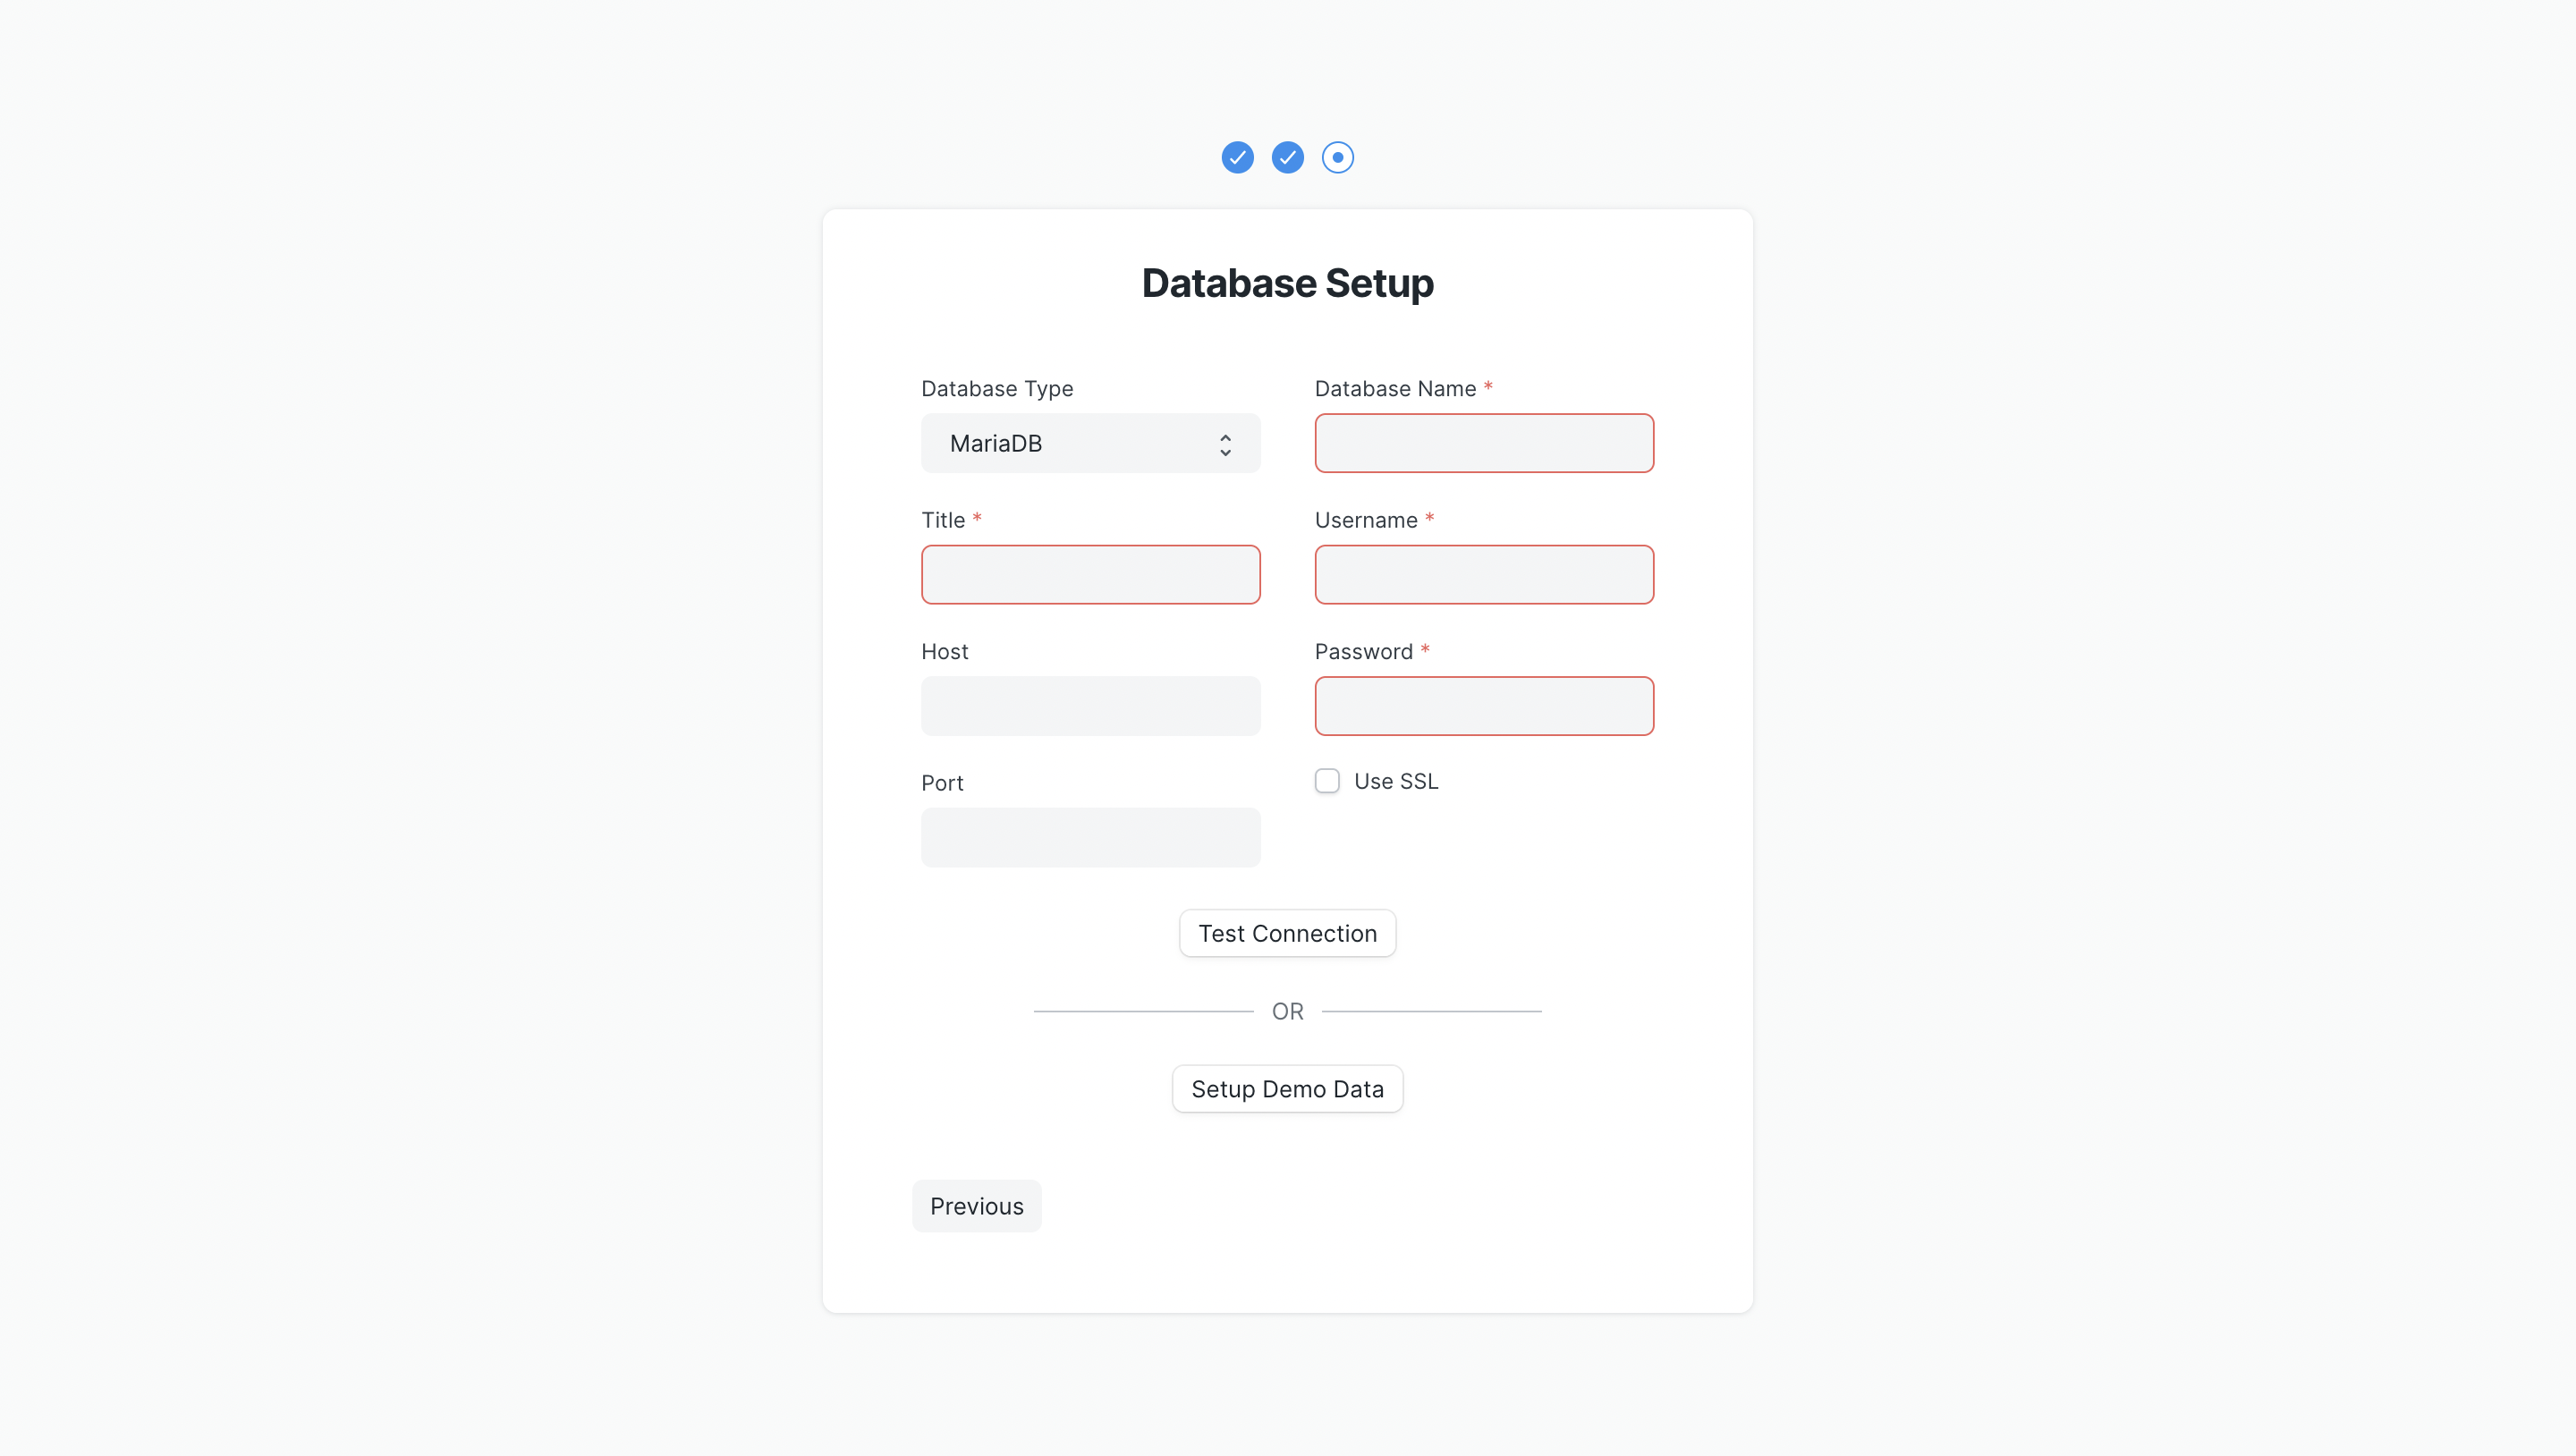 Database Setup
Database Type
Database Name *
MariaDB
Title *
Username *
Host
Password *
Port
Use SSL
Test Connection
OR
Setup Demo Data
Previous